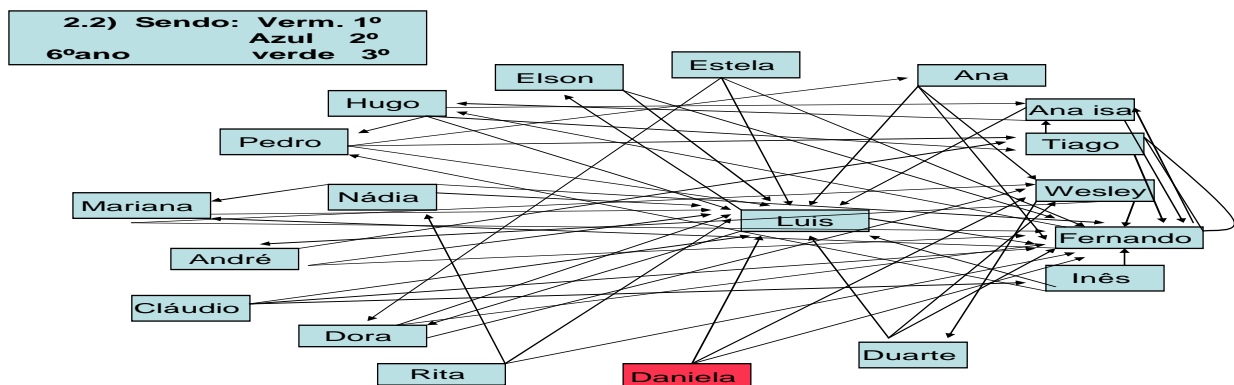 2.2) Sendo: Verm. 1º
Azul 2º
6ºano verde 3º
Estela
Elson
Ana
Hugo
Ana isa
Pedro
Tiago
Nádia
Wesley
Mariana
Luis
Fernando
André
Inês
Cláudio
Dora
Duarte
Rita
Daniela